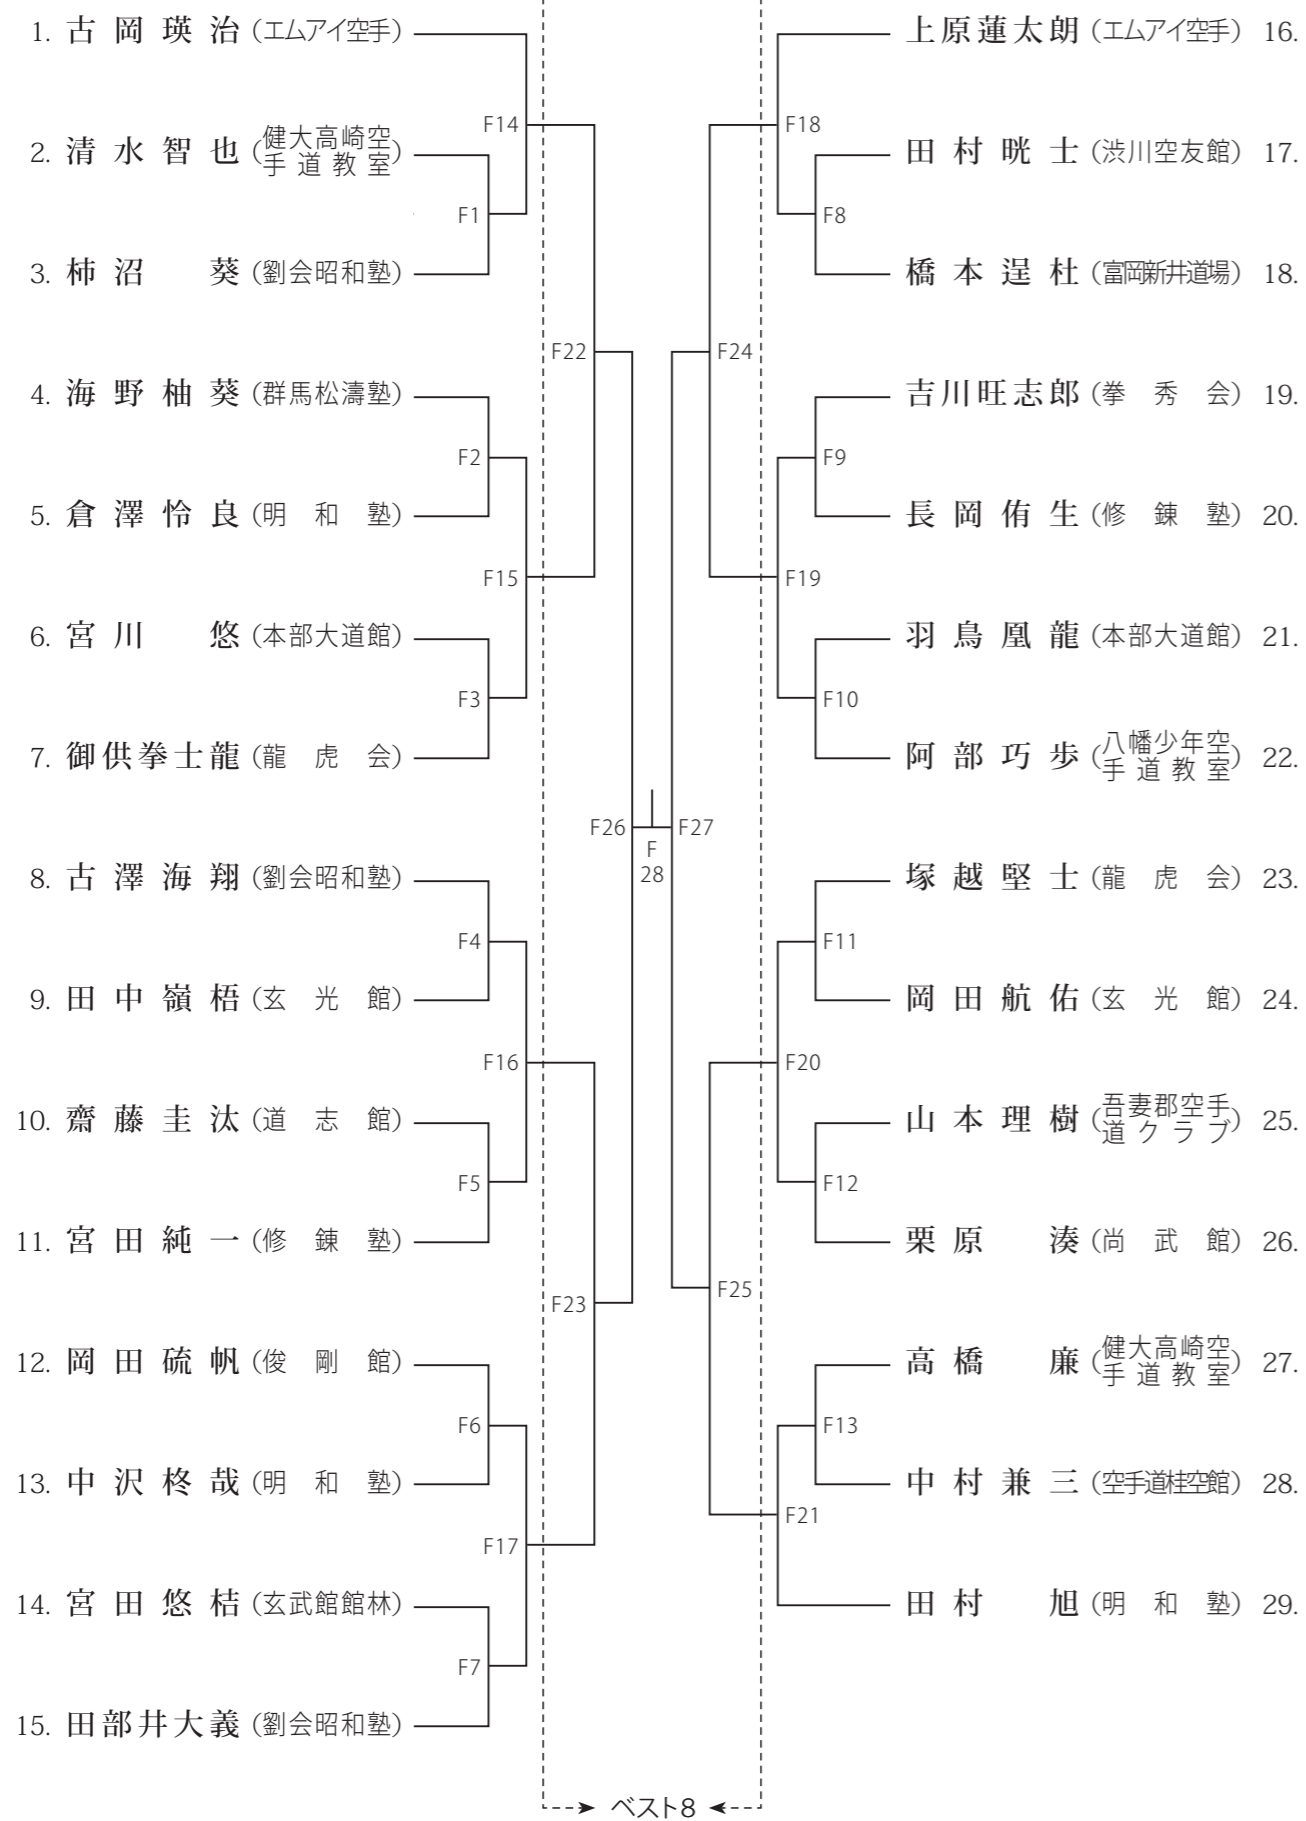 1. 古岡瑛治 (エムアイ空手)
2. 清水智也 (健大高崎空手道教室)
3. 柿沼 葵 (劉会昭和塾)
4. 海野柚葵 (群馬松濤塾)
5. 倉澤怜良 (明和塾)
6. 宮川 悠 (本部大道館)
7. 御供拳士龍 (龍虎会)
8. 古澤海翔 (劉会昭和塾)
9. 田中嶺梧 (玄光館)
10. 齋藤圭汰 (道志館)
11. 宮田純一 (修錬塾)
12. 岡田硫帆 (俊剛館)
13. 中沢柊哉 (明和塾)
14. 宮田悠桔 (玄武館館林)
15. 田部井大義 (劉会昭和塾)
F14
F1
F2
F15
F3
F4
F16
F5
F6
F17
F7
F22
F23
F26
F
28
F27
F24
F25
F18
F8
F9
F19
F10
F11
F20
F12
F13
F21
上原蓮太朗 (エムアイ空手) 16.
田村晄士 (渋川空友館) 17.
橋本逞杜 (富岡新井道場) 18.
吉川旺志郎 (拳秀会) 19.
長岡侑生 (修錬塾) 20.
羽鳥凰龍 (本部大道館) 21.
阿部巧歩 (八幡少年空手道教室) 22.
塚越堅士 (龍虎会) 23.
岡田航佑 (玄光館) 24.
山本理樹 (吾妻郡空手道クラブ) 25.
栗原 湊 (尚武館) 26.
高橋 廉 (健大高崎空手道教室) 27.
中村兼三 (空手道桂空館) 28.
田村 旭 (明和塾) 29.
ベスト8